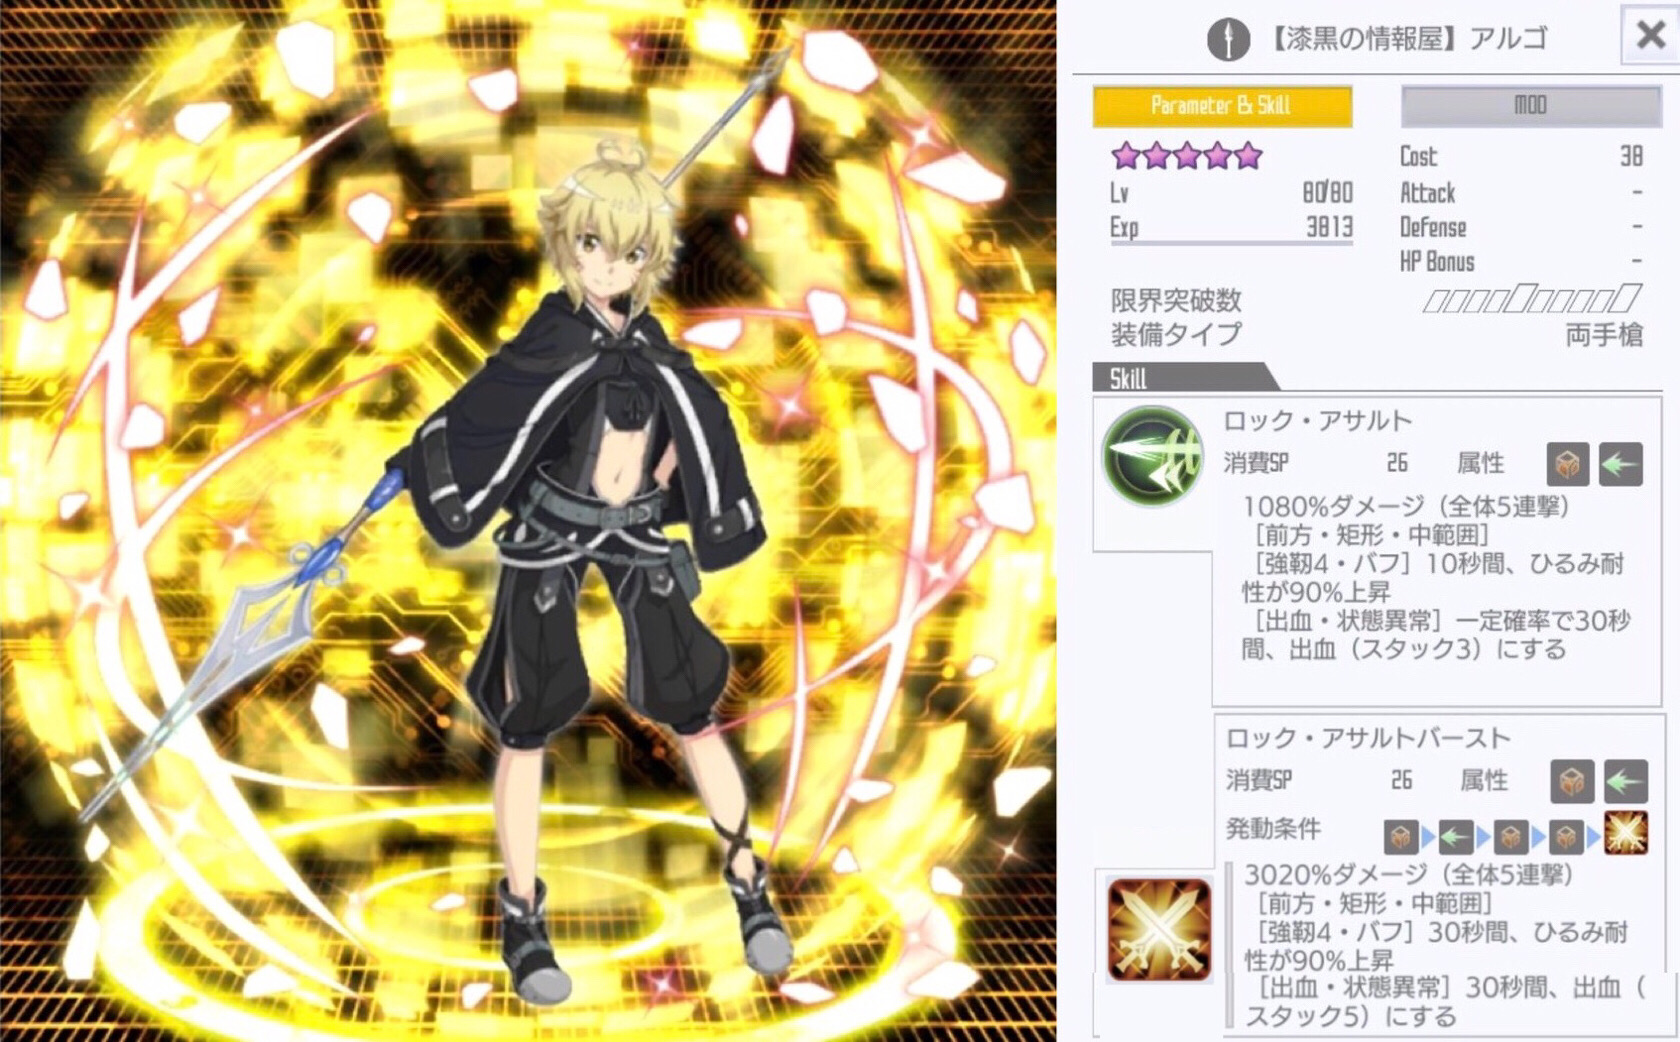 【漆黒の情報屋】アルゴ
Parameter & Skill
MOD
Lv 80/80
Exp 3813
Cost 38
Attack -
Defense -
HP Bonus -
限界突破数
装備タイプ 両手槍
Skill
ロック・アサルト
消費SP 26 属性
1080%ダメージ（全体5連撃）
［前方・矩形・中範囲］
［強靭4・バフ］10秒間、ひるみ耐
性が90%上昇
［出血・状態異常］一定確率で30秒
間、出血（スタック3）にする
ロック・アサルトバースト
消費SP 26 属性
発動条件
3020%ダメージ（全体5連撃）
［前方・矩形・中範囲］
［強靭4・バフ］30秒間、ひるみ耐
性が90%上昇
［出血・状態異常］30秒間、出血（
スタック5）にする